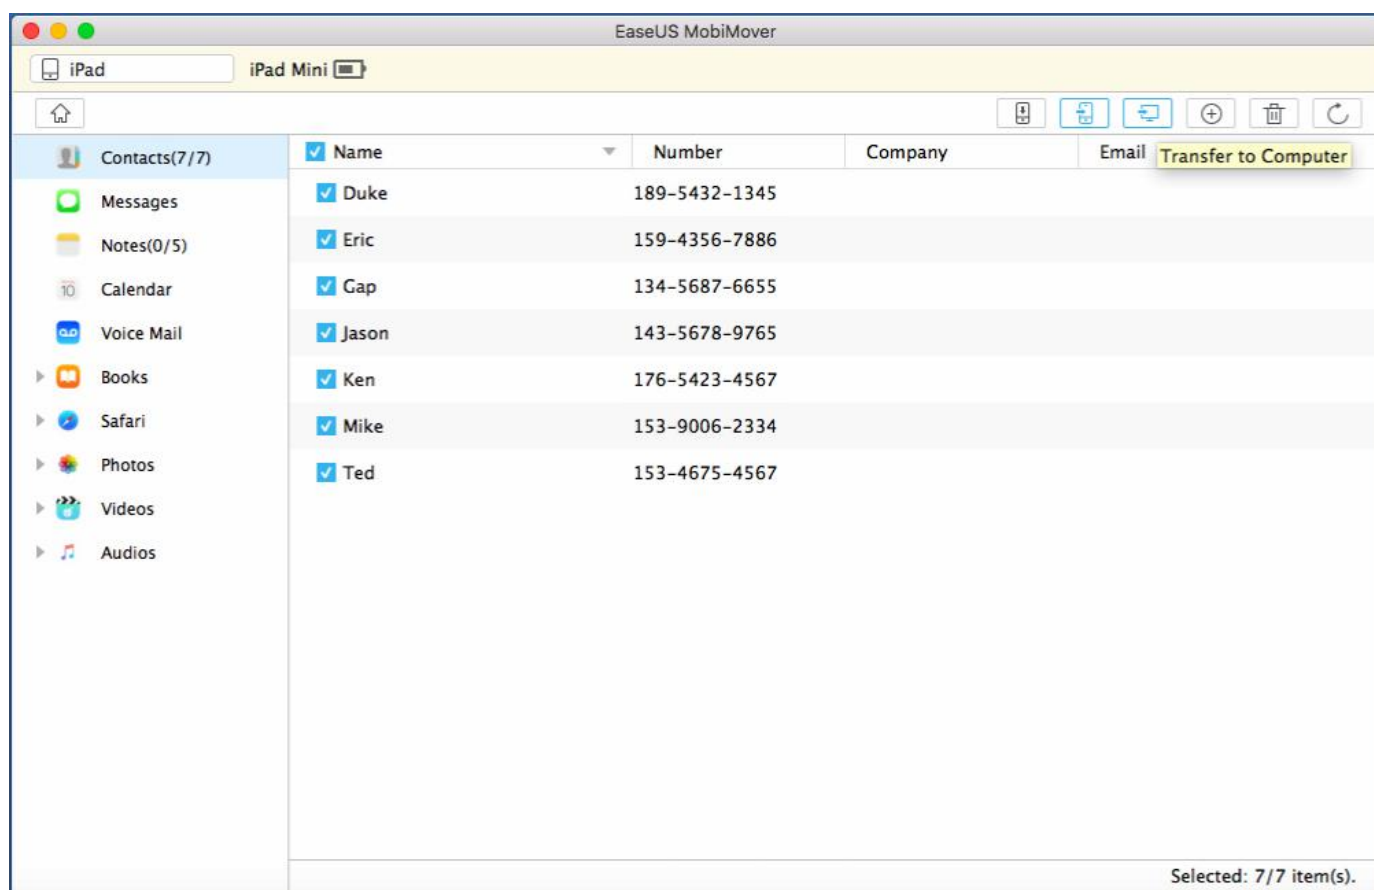 EaseUS MobiMover
iPad iPad Mini
Contacts(7/7)
Messages
Notes(0/5)
10 Calendar
Voice Mail
Books
Safari
Photos
Videos
Audios
Name Number Company Email Transfer to Computer
Duke 189-5432-1345
Eric 159-4356-7886
Gap 134-5687-6655
Jason 143-5678-9765
Ken 176-5423-4567
Mike 153-9006-2334
Ted 153-4675-4567
Selected: 7/7 item(s).